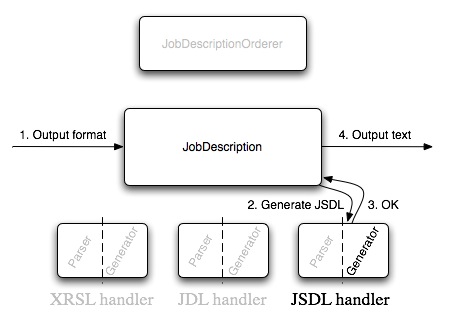 JobDescriptionOrderer
1. Output format
JobDescription
4. Output text
2. Generate JSDL
3. OK
Parser
Generator
Parser
Generator
Parser
Generator
XRSL handler
JDL handler
JSDL handler